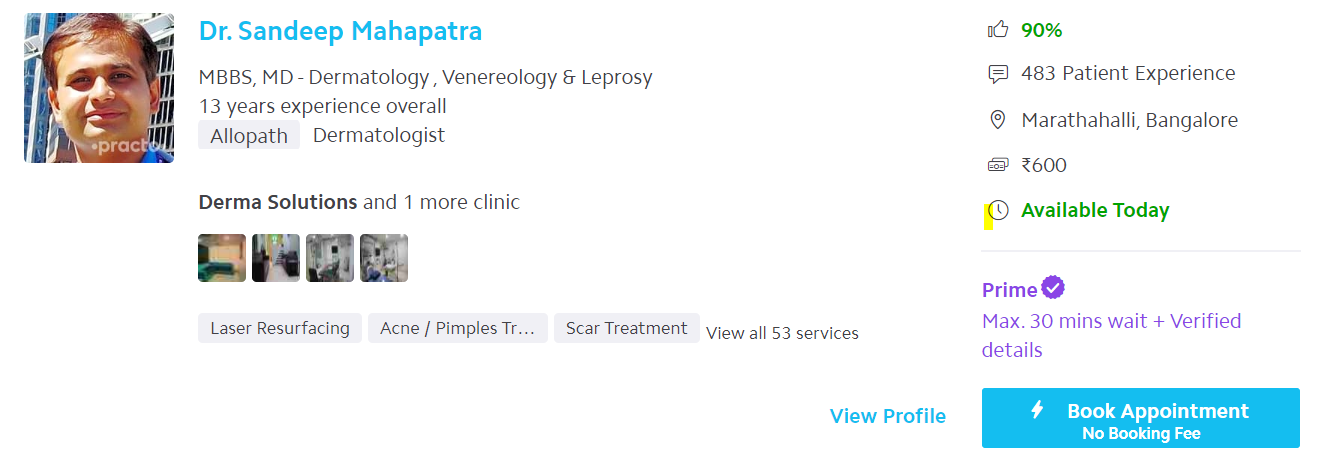 Dr. Sandeep Mahapatra
MBBS, MD - Dermatology , Venereology & Leprosy
13 years experience overall
Allopath Dermatologist
•practo
Derma Solutions and 1 more clinic
Laser Resurfacing Acne / Pimples Tr... Scar Treatment View all 53 services
View Profile
90%
483 Patient Experience
Marathahalli, Bangalore
₹600
Available Today
Prime
Max. 30 mins wait + Verified
details
Book Appointment
No Booking Fee